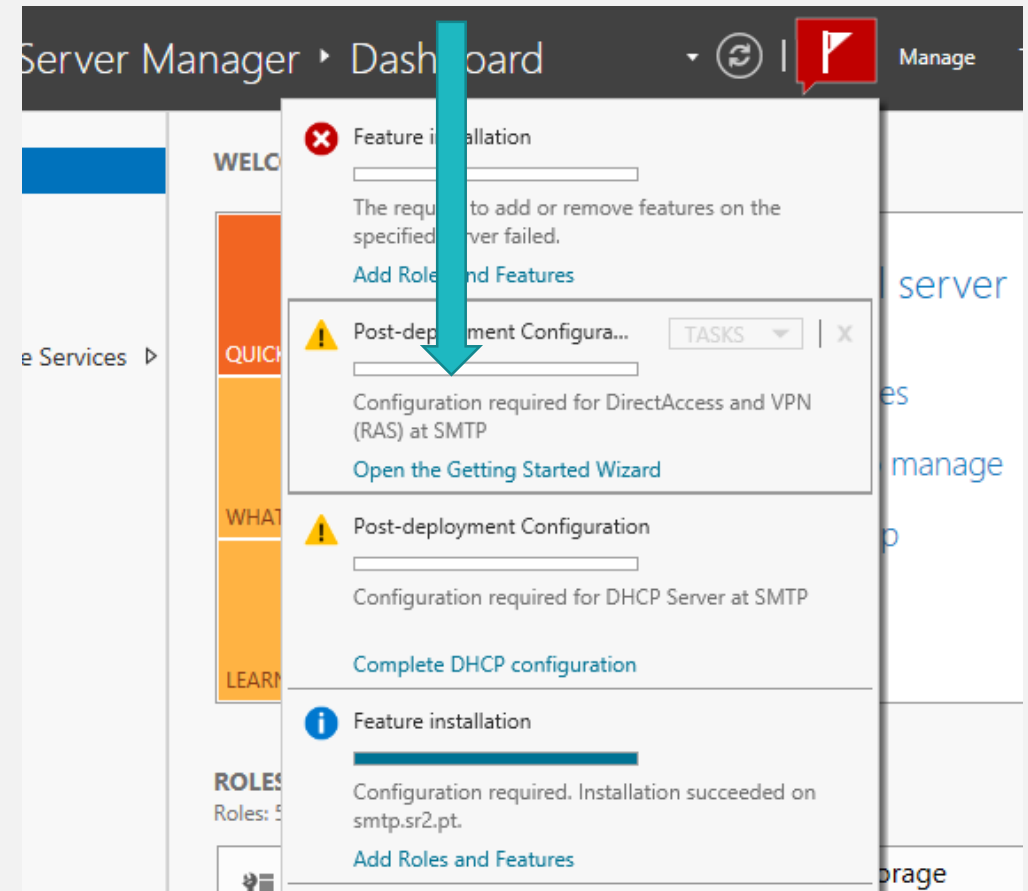 Server Manager ‣ Dashboard
Manage
WELC
Feature installation
The request to add or remove features on the
specified server failed.
Add Roles and Features
server
Post-deployment Configura...
TASKS
X
e Services
QUICK
Configuration required for DirectAccess and VPN
(RAS) at SMTP
es
Open the Getting Started Wizard
manage
WHAT
Post-deployment Configuration
p
Configuration required for DHCP Server at SMTP
Complete DHCP configuration
LEARN
Feature installation
ROLES
Configuration required. Installation succeeded on
Roles: 5
smtp.sr2.pt.
Add Roles and Features
orage